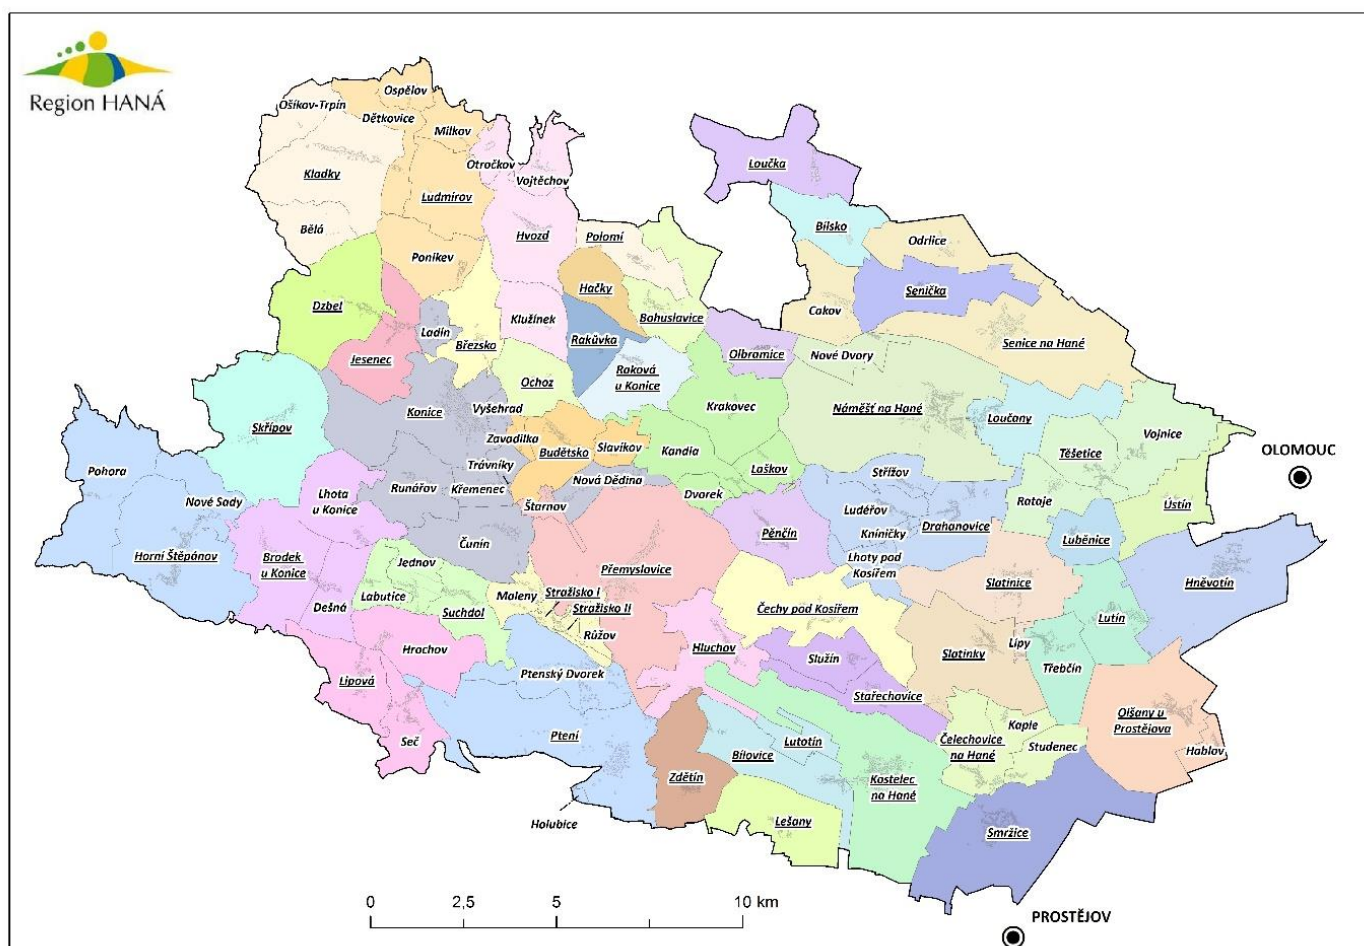 Region HANÁ
Ospělov
Ošíkov-Trpín
Dětkovice
Milkov
Otročkov
Vojtěchov
Kladky
Ludmírov
Loučka
Bělá
Hvozd
Polomí
Bílsko
Odrlice
Ponikev
Hačky
Senička
Dzbel
Ladín
Klužínek
Bohuslavice
Cakov
Březsko
Rakůvka
Senice na Hané
Jesenec
Olbramice
Nové Dvory
Ochoz
Raková
u Konice
Konice
Vyšehrad
Krakovec
Náměšť na Hané
Loučany
Skřípov
Zavadilka
Budětsko
Slavíkov
Kandia
Těšetice
Vojnice
OLOMOUC
Pohora
Trávníky
Laškov
Střížov
Nové Sady
Lhota
u Konice
Runářov
Křemenec
Nová Dědina
Dvorek
Štarnov
Ludéřov
Rataje
Ústín
Drahanovice
Kníničky
Pěnčín
Luběnice
Čunín
Horní Štěpánov
Brodek
u Konice
Jednov
Přemyslovice
Lhoty pod
Kosířem
Slatinice
Hněvotín
Labutice
Maleny
Stražisko I
Stražisko II
Dešná
Suchdol
Čechy pod Kosířem
Lutín
Růžov
Hrochov
Hluchov
Služín
Slatinky
Lípy
Třebčín
Ptenský Dvorek
Lipová
Stařechovice
Olšany u
Prostějova
Kaple
Čelechovice
na Hané
Studenec
Hablov
Seč
Ptení
Lutotín
Bílovice
Zdětín
Kostelec
na Hané
Holubice
Lešany
Smržice
0
2,5
5
10 km
PROSTĚJOV